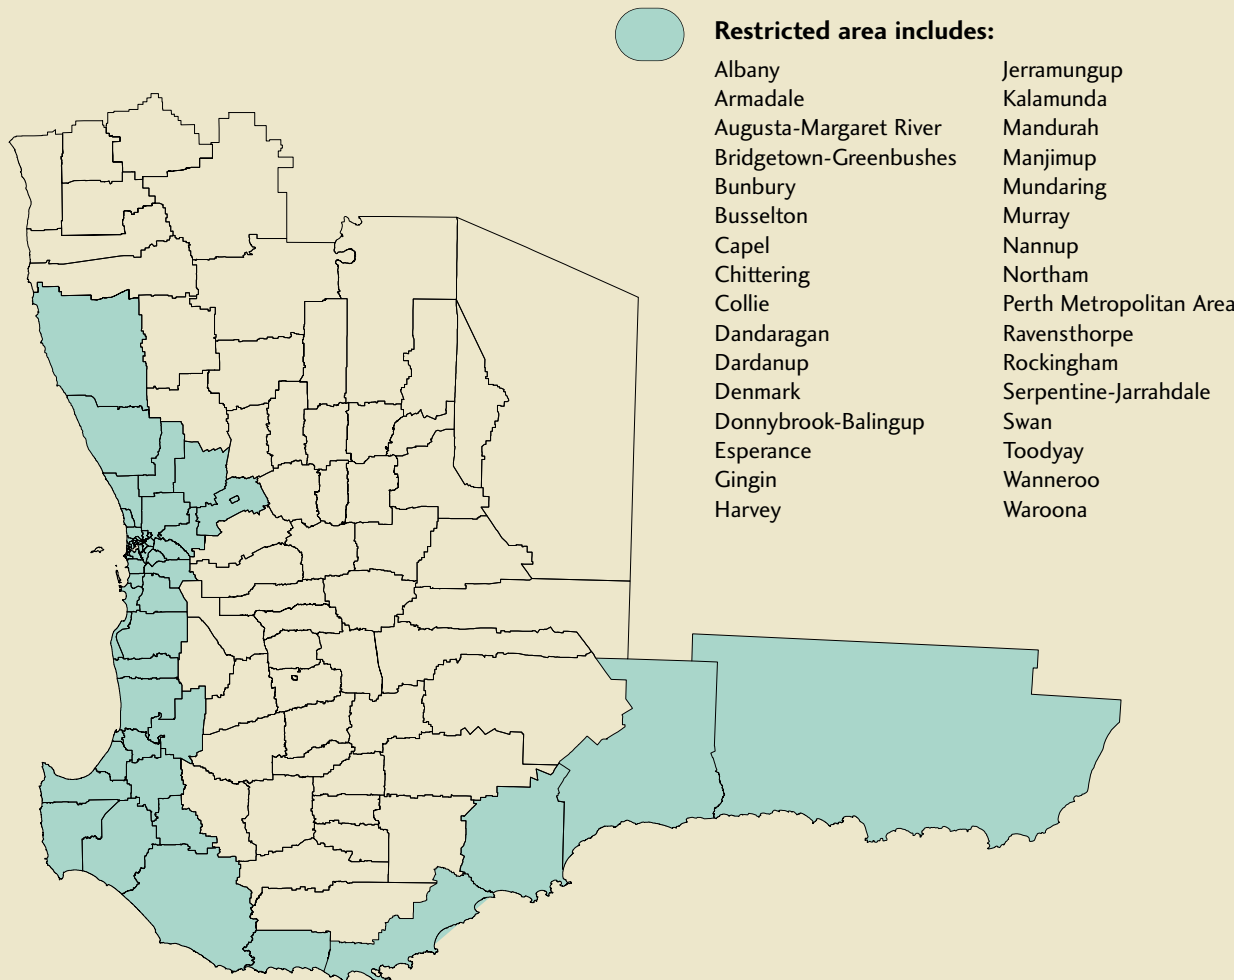 Restricted area includes:
Albany
Armadale
Augusta-Margaret River
Bridgetown-Greenbushes
Bunbury
Busselton
Capel
Chittering
Collie
Dandaragan
Dardanup
Denmark
Donnybrook-Balingup
Esperance
Gingin
Harvey
Jerramungup
Kalamunda
Mandurah
Manjimup
Mundaring
Murray
Nannup
Northam
Perth Metropolitan Area
Ravensthorpe
Rockingham
Serpentine-Jarrahdale
Swan
Toodyay
Wanneroo
Waroona